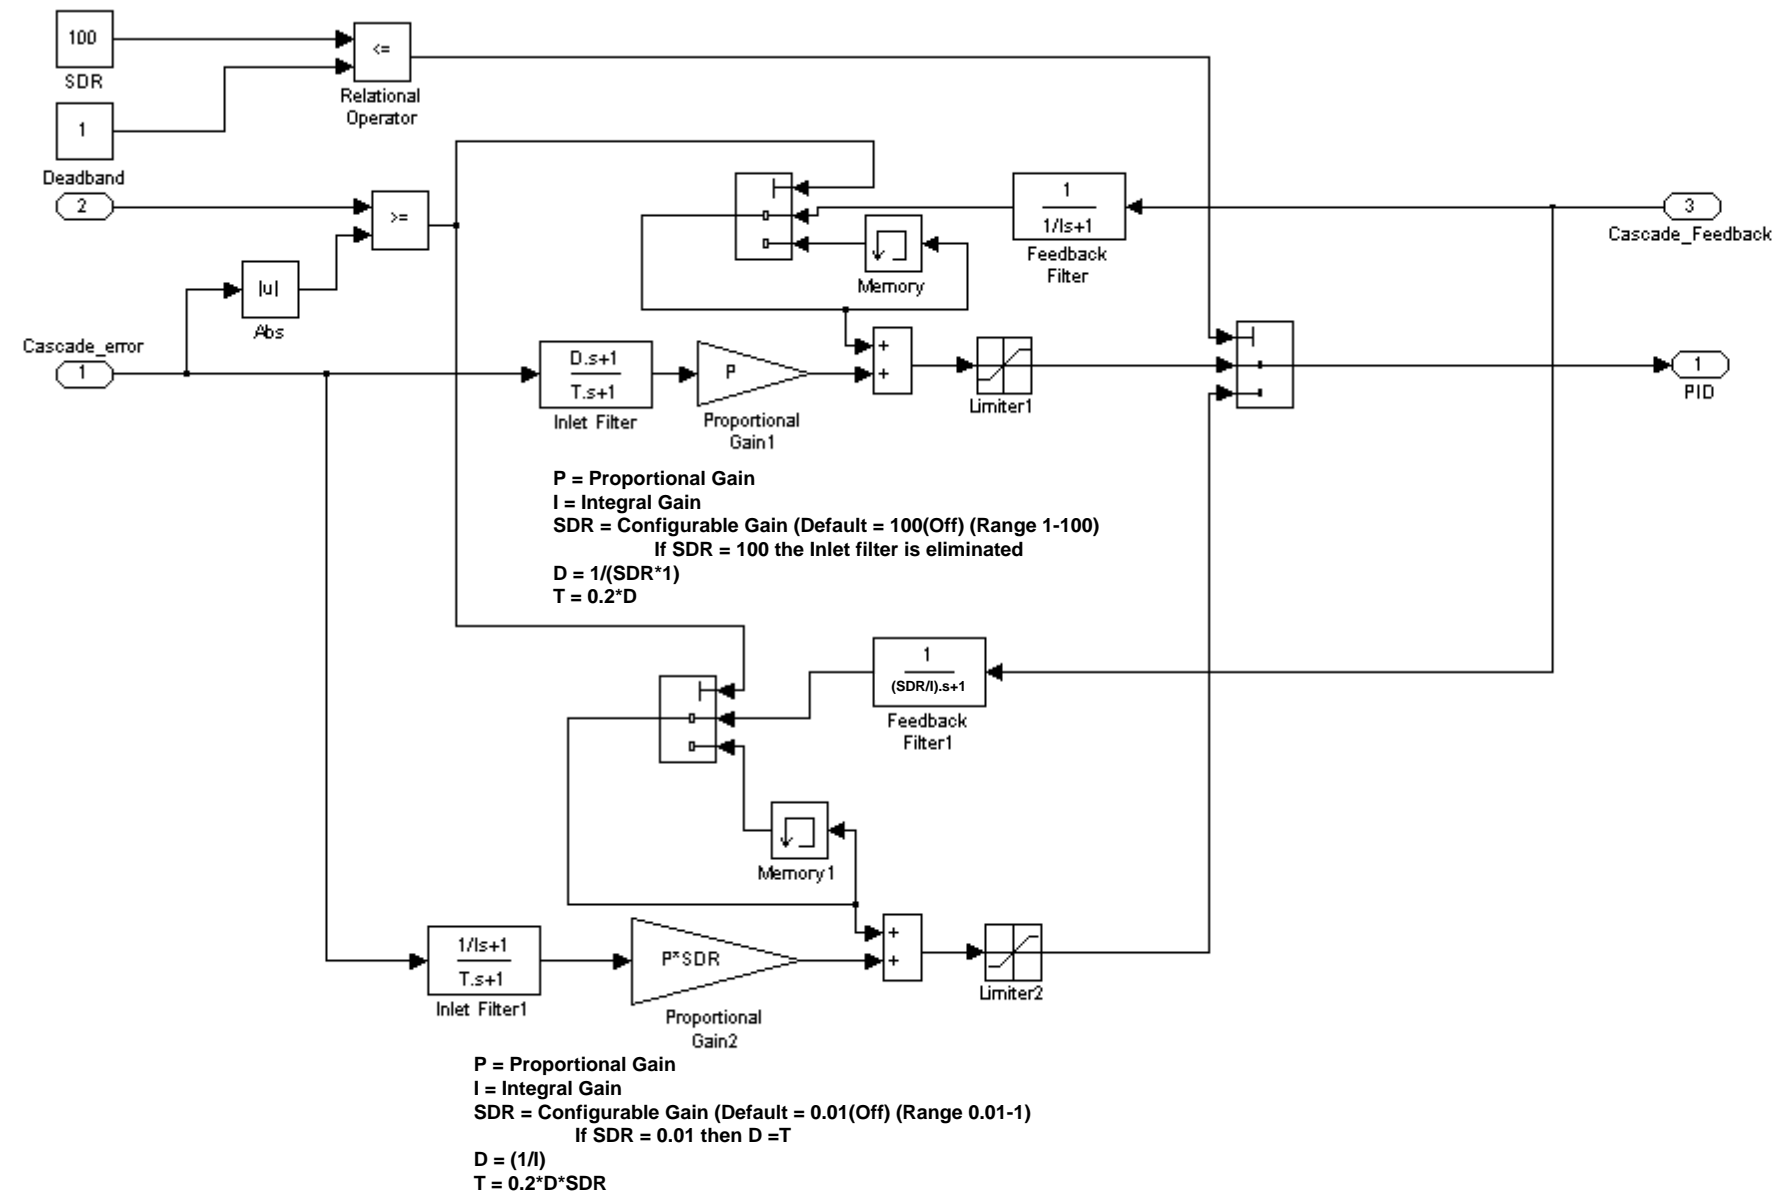 100
SDR
<=
Relational
Operator
1
Deadband
2
>=
|u|
Abs
Cascade_error
1
1
1/Is+1
Feedback
Filter
Memory
3
Cascade_Feedback
D.s+1
T.s+1
Inlet Filter
P
Proportional
Gain1
+
+
Limiter1
1
PID
P = Proportional Gain
I = Integral Gain
SDR = Configurable Gain (Default = 100(Off) (Range 1-100)
If SDR = 100 the Inlet filter is eliminated
D = 1/(SDR*1)
T = 0.2*D
1
(SDR/I).s+1
Feedback
Filter1
Memory1
1/Is+1
T.s+1
Inlet Filter1
P*SDR
Proportional
Gain2
+
+
Limiter2
P = Proportional Gain
I = Integral Gain
SDR = Configurable Gain (Default = 0.01(Off) (Range 0.01-1)
If SDR = 0.01 then D =T
D = (1/I)
T = 0.2*D*SDR